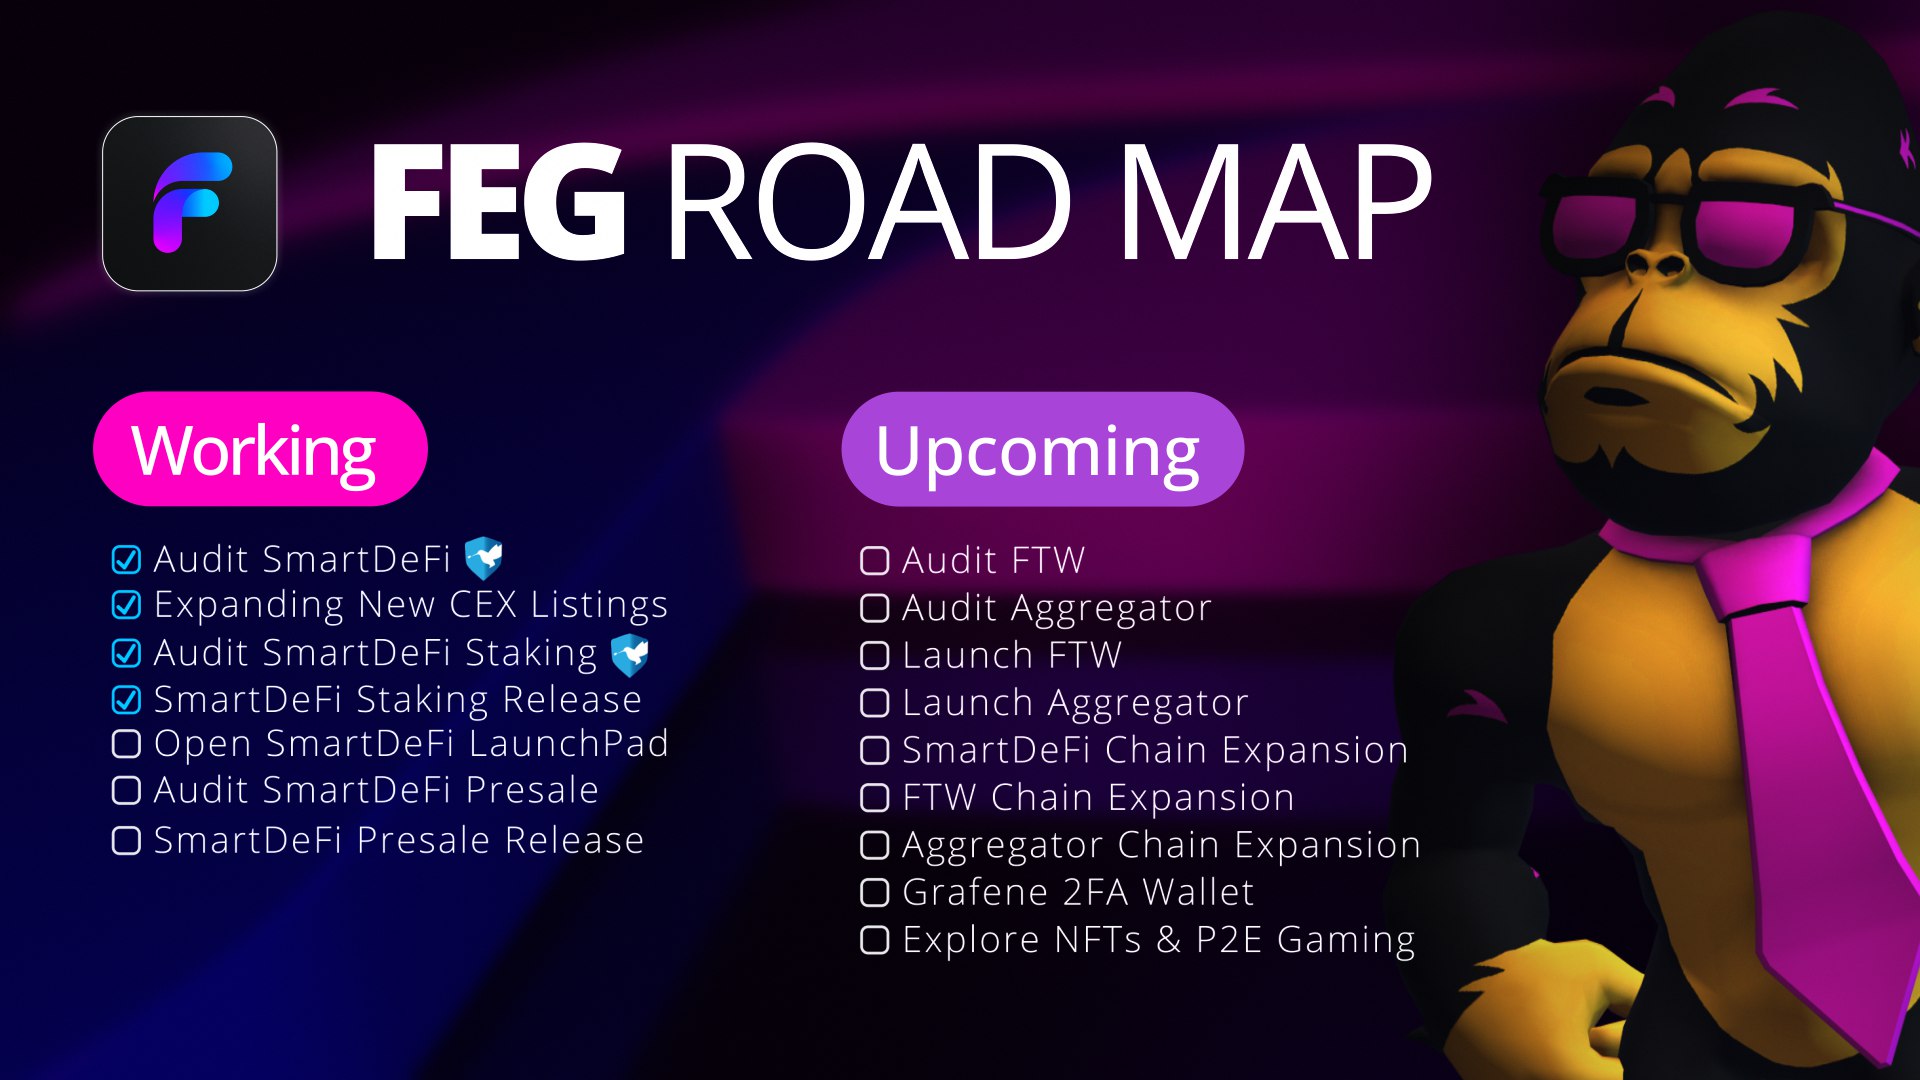 FEG ROAD MAP
Working
Audit SmartDeFi
Expanding New CEX Listings
Audit SmartDeFi Staking
SmartDeFi Staking Release
Open SmartDeFi LaunchPad
Audit SmartDeFi Presale
SmartDeFi Presale Release
Upcoming
Audit FTW
Audit Aggregator
Launch FTW
Launch Aggregator
SmartDeFi Chain Expansion
FTW Chain Expansion
Aggregator Chain Expansion
Grafene 2FA Wallet
Explore NFTs & P2E Gaming